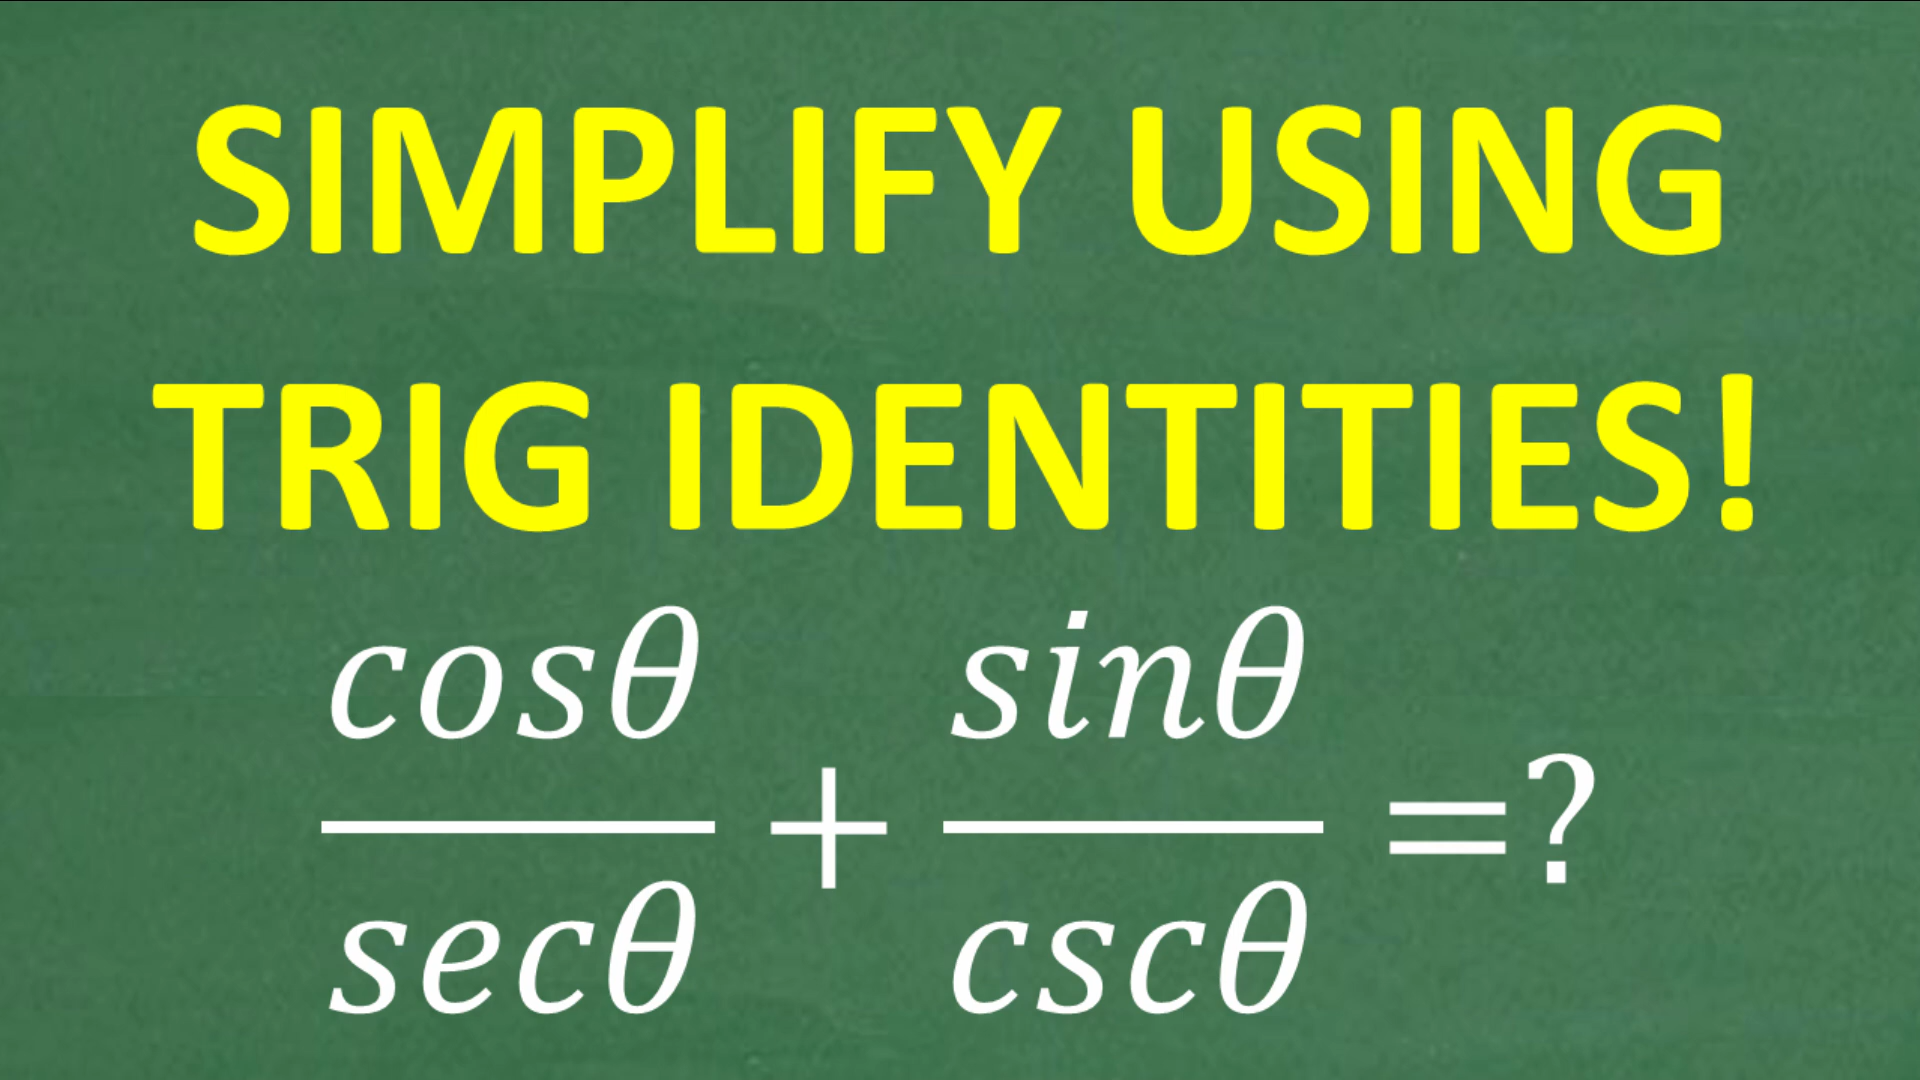 SIMPLIFY USING
TRIG IDENTITIES!
cosθ/secθ + sinθ/cscθ =?